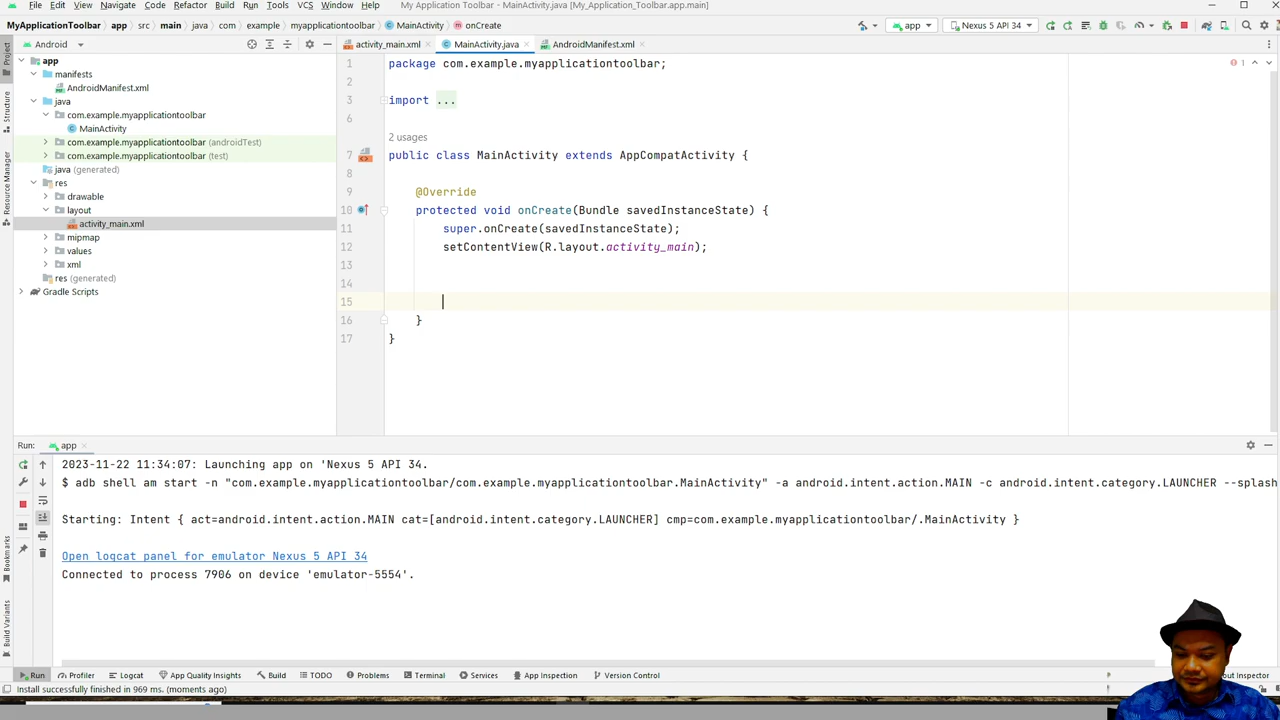 File Edit View Navigate Code Refactor Build Run Tools VCS Window Help My Application Toolbar - MainActivity.java [My_Application_Toolbar.app.main]
MyApplicationToolbar app src main java com example myapplicationtoolbar MainActivity onCreate app Nexus 5 API 34
Android activity_main.xml MainActivity.java AndroidManifest.xml
Project
Structure
Resource Manager
Bookmarks
Build Variants
app
manifests
AndroidManifest.xml
java
com.example.myapplicationtoolbar
MainActivity
com.example.myapplicationtoolbar (androidTest)
com.example.myapplicationtoolbar (test)
java (generated)
res
drawable
layout
activity_main.xml
mipmap
values
xml
res (generated)
Gradle Scripts
1 package com.example.myapplicationtoolbar; 1
2
3 import ...
6
2 usages
7 public class MainActivity extends AppCompatActivity {
8
9 @Override
10 protected void onCreate(Bundle savedInstanceState) {
11 super.onCreate(savedInstanceState);
12 setContentView(R.layout.activity_main);
13
14
15
16 }
17 }
Run: app
2023-11-22 11:34:07: Launching app on 'Nexus 5 API 34.
$ adb shell am start -n "com.example.myapplicationtoolbar/com.example.myapplicationtoolbar.MainActivity" -a android.intent.action.MAIN -c android.intent.category.LAUNCHER --splash
Starting: Intent { act=android.intent.action.MAIN cat=[android.intent.category.LAUNCHER] cmp=com.example.myapplicationtoolbar/.MainActivity }
Open logcat panel for emulator Nexus 5 API 34
Connected to process 7906 on device 'emulator-5554'.
Run Profiler Logcat App Quality Insights Build TODO Problems Terminal Services App Inspection Version Control out Inspector
Install successfully finished in 969 ms. (moments ago)